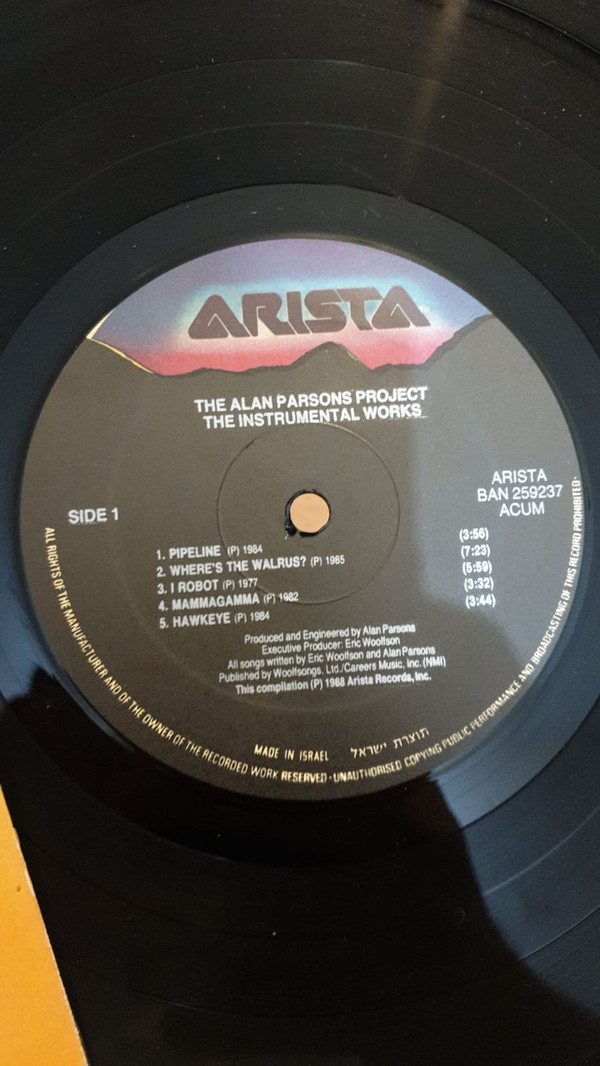 ARISTA
THE ALAN PARSONS PROJECT
THE INSTRUMENTAL WORKS
ARISTA
BAN 259237
ACUM
SIDE 1
1. PIPELINE (P) 1984 (3:56)
2. WHERE'S THE WALRUS? (P) 1985 (7:23)
3. I ROBOT (P) 1977 (5:59)
4. MAMMAGAMMA (P) 1982 (3:32)
5. HAWKEYE (P) 1984 (3:44)
Produced and Engineered by Alan Parsons
Executive Producer: Eric Woolfson
All songs written by Eric Woolfson and Alan Parsons
Published by Woolfsongs, Ltd./Careers Music, Inc. (NMI)
This compilation (P) 1988 Arista Records, Inc.
MADE IN ISRAEL תוצרת ישראל
ALL RIGHTS OF THE MANUFACTURER AND OF THE OWNER OF THE RECORDED WORK RESERVED · UNAUTHORISED COPYING PUBLIC PERFORMANCE AND BROADCASTING OF THIS RECORD PROHIBITED·